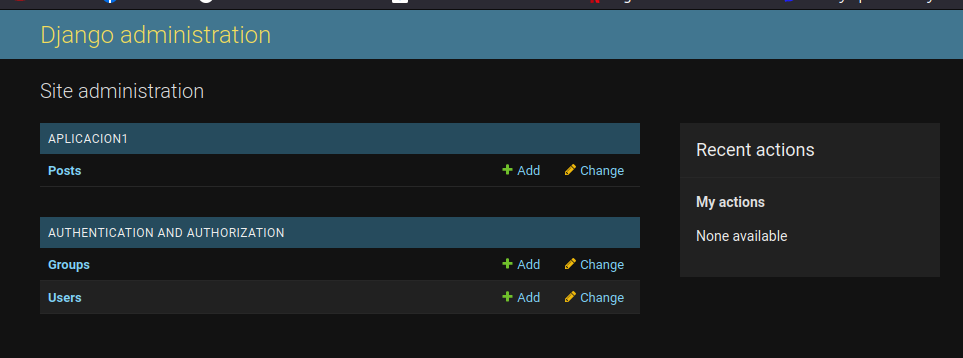 Django administration
Site administration
APLICACION1
Posts Add Change
AUTHENTICATION AND AUTHORIZATION
Groups Add Change
Users Add Change
Recent actions
My actions
None available